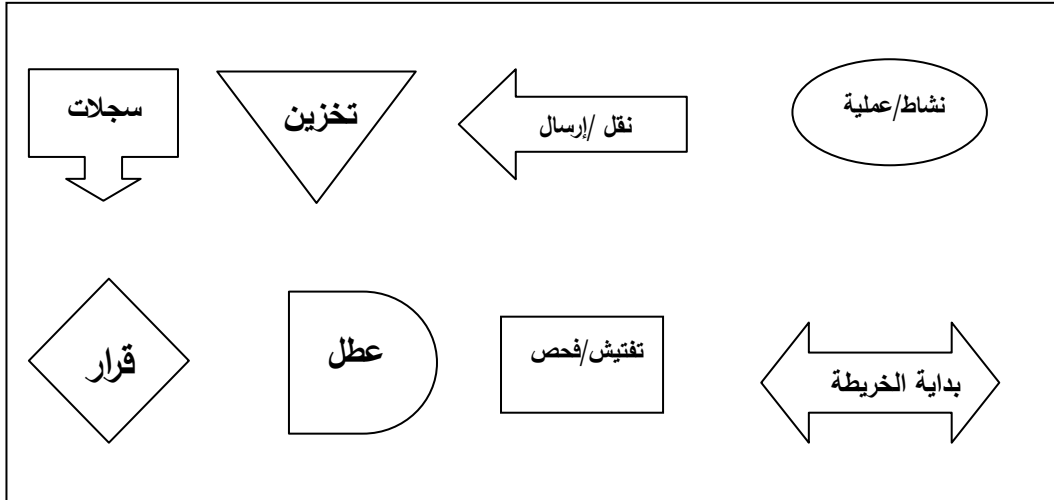 نشاط/عملية
نقل /إرسال
تخزين
سجلات
بداية الخريطة
تفتيش/فحص
عطل
قرار